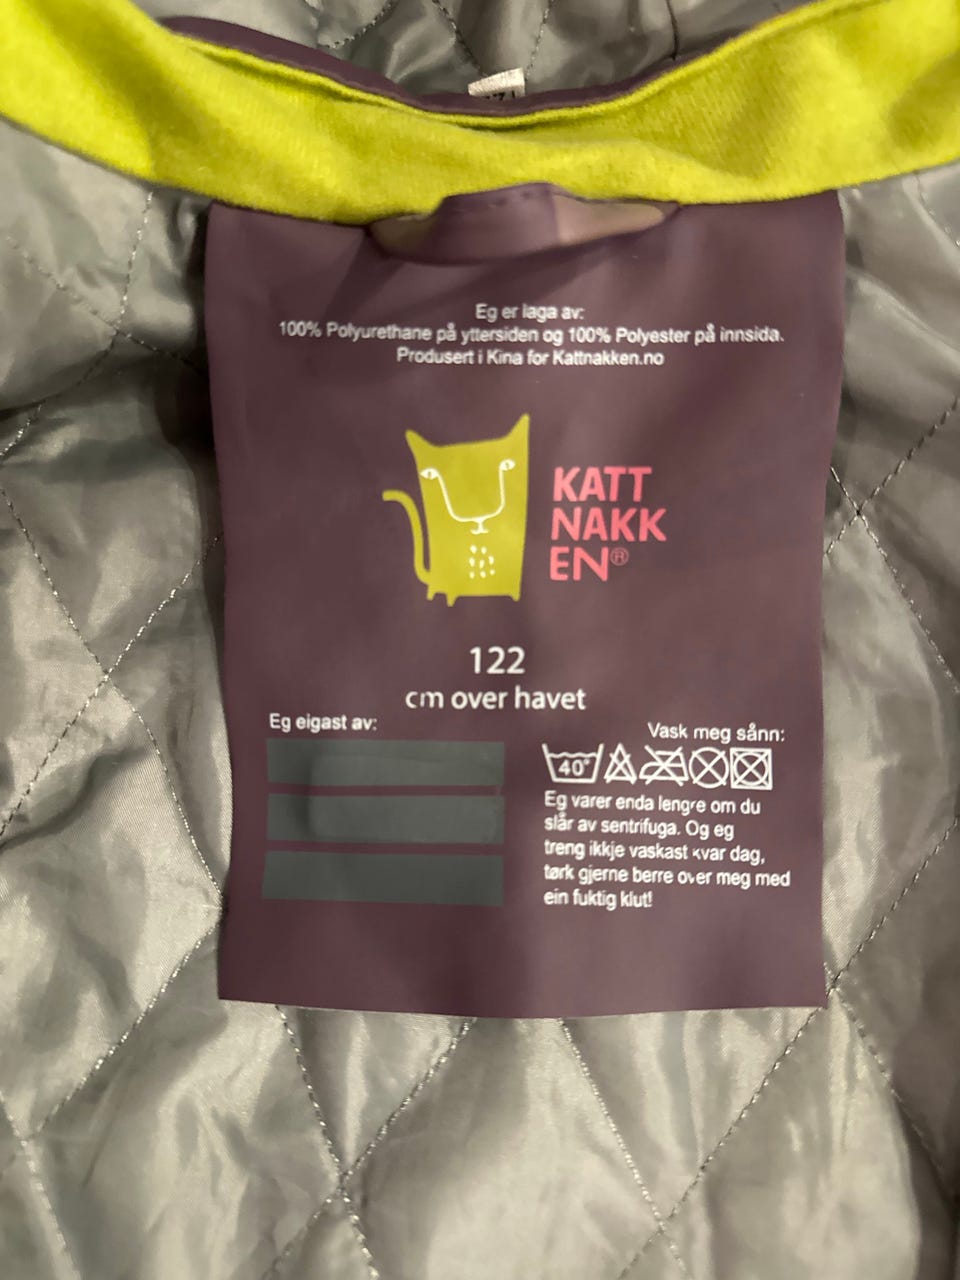 Eg er laga av:
100% Polyurethane på yttersiden og 100% Polyester på innsida.
Produsert i Kina for Kattnakken.no
KATT
NAKK
EN®
122
cm over havet
Eg eigast av:
Vask meg sånn:
40°
Eg varer enda lengre om du
slår av sentrifuga. Og eg
treng ikkje vaskast kvar dag,
tørk gjerne berre over meg med
ein fuktig klut!